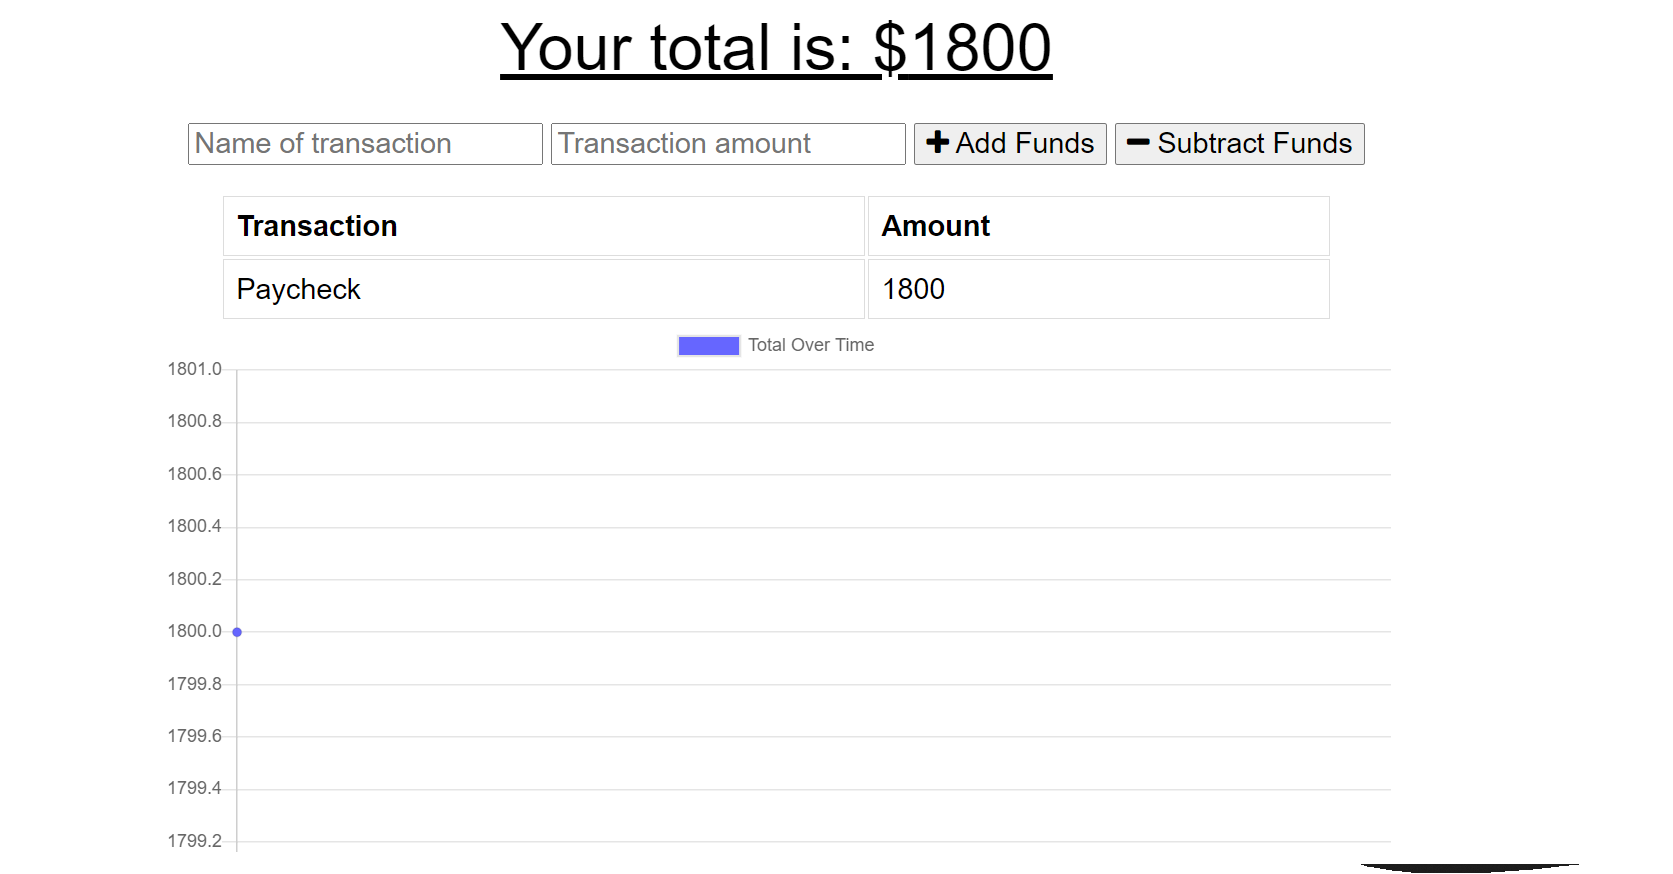 Your total is: $1800
Name of transaction Transaction amount Add Funds Subtract Funds
Transaction Amount
Paycheck 1800
Total Over Time
1801.0
1800.8
1800.6
1800.4
1800.2
1800.0
1799.8
1799.6
1799.4
1799.2